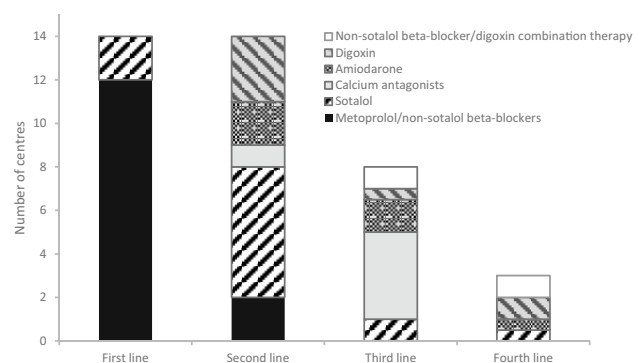 14
12
10
8
6
4
2
0
Number of centres
Non-sotalol beta-blocker/digoxin combination therapy
Digoxin
Amiodarone
Calcium antagonists
Sotalol
Metoprolol/non-sotalol beta-blockers
First line
Second line
Third line
Fourth line